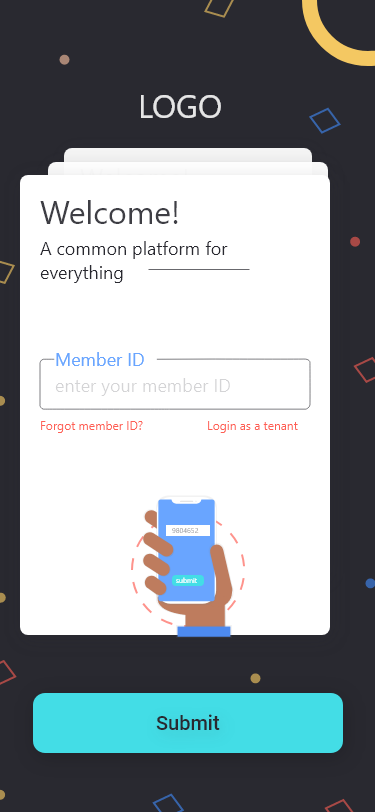 LOGO
Welcome!
A common platform for
everything
Member ID
enter your member ID
Forgot member ID?
Login as a tenant
9804652
submit
Submit